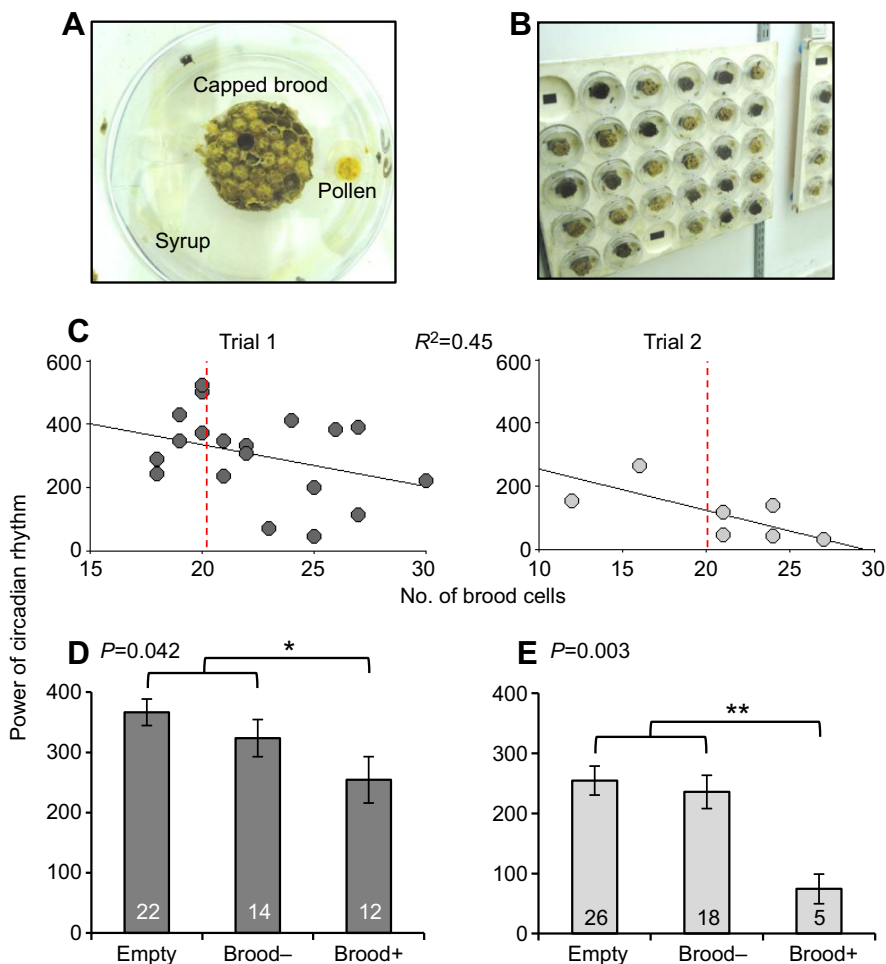 A
B
Capped brood
Pollen
Syrup
C
Trial 1
R2=0.45
Trial 2
600
400
200
0
15
20
25
30
600
400
200
0
10
15
20
25
30
No. of brood cells
Power of circadian rhythm
D
P=0.042
*
400
300
200
100
0
22
14
12
Empty
Brood–
Brood+
E
P=0.003
**
400
300
200
100
0
26
18
5
Empty
Brood–
Brood+